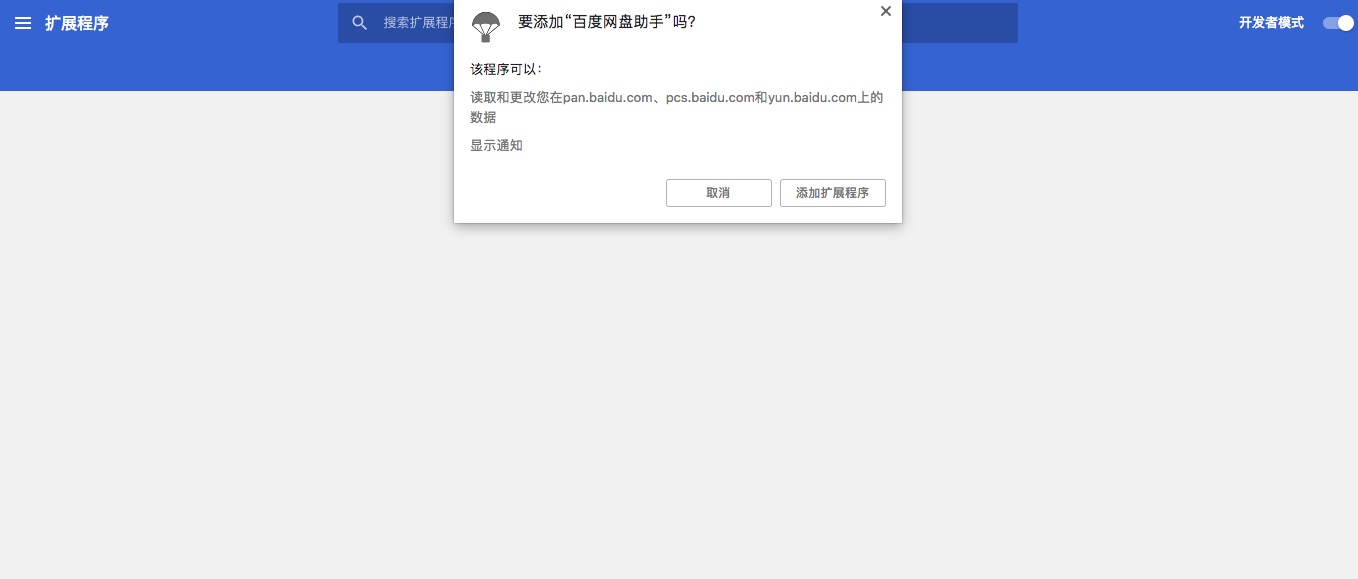 扩展程序
搜索扩展程序
开发者模式
要添加“百度网盘助手”吗？
该程序可以：
读取和更改您在pan.baidu.com、pcs.baidu.com和yun.baidu.com上的
数据
显示通知
取消
添加扩展程序